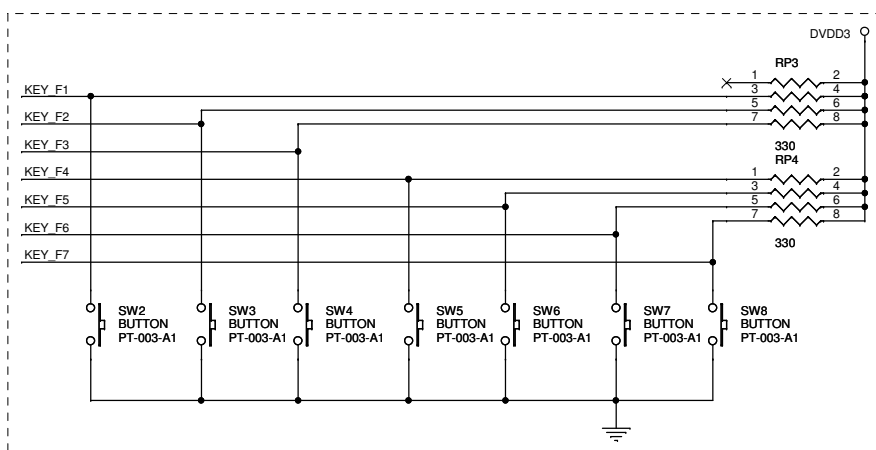 DVDD3
RP3
1 2
KEY_F1 3 4
5 6
KEY_F2 7 8
KEY_F3
330
RP4
KEY_F4 1 2
3 4
KEY_F5 5 6
KEY_F6 7 8
330
KEY_F7
SW2 SW3 SW4 SW5 SW6 SW7 SW8
BUTTON BUTTON BUTTON BUTTON BUTTON BUTTON BUTTON
PT-003-A1 PT-003-A1 PT-003-A1 PT-003-A1 PT-003-A1 PT-003-A1 PT-003-A1